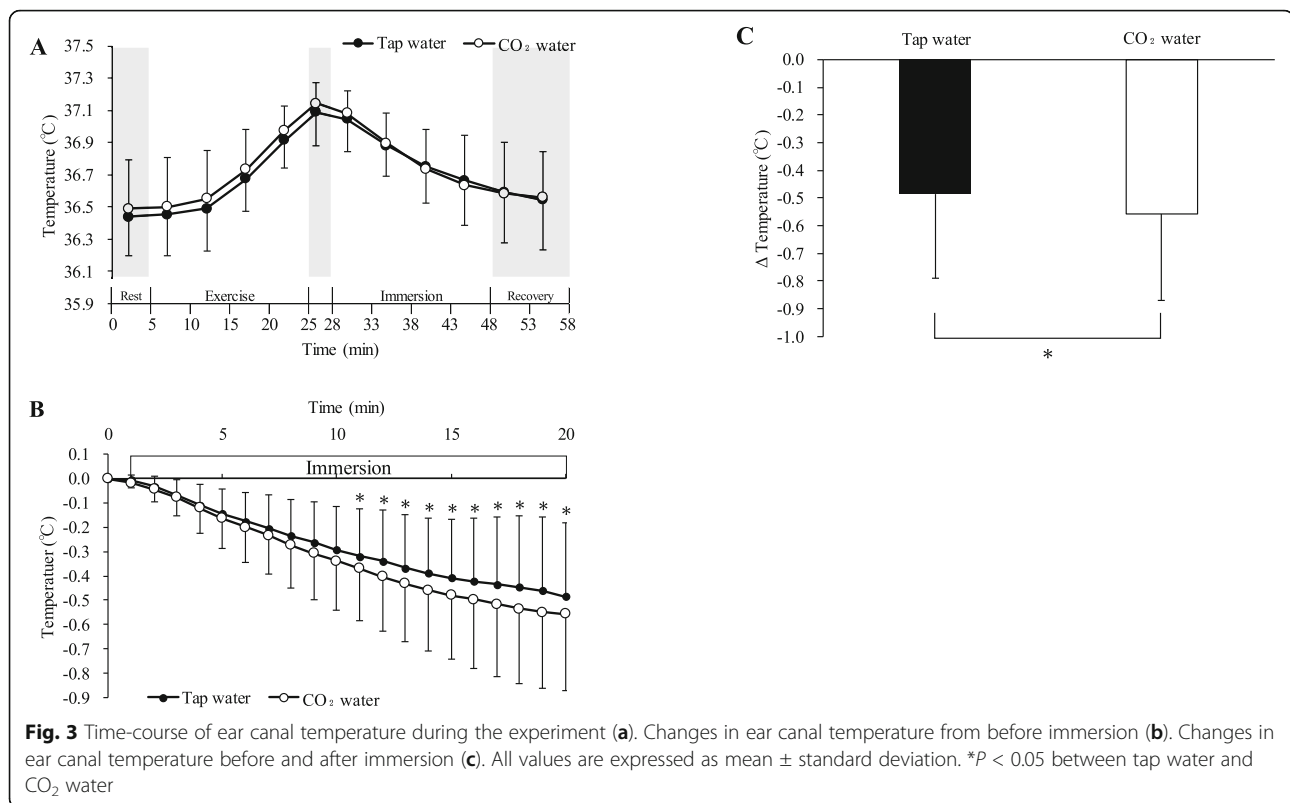 A
37.5
37.3
37.1
36.9
36.7
36.5
36.3
36.1
35.9
Temperature (℃)
Tap water
CO₂ water
Rest
Exercise
Immersion
Recovery
0 5 10 17 20 25 28 33 38 43 48 53 58
Time (min)
C
Tap water
CO₂ water
0.0
-0.1
-0.2
-0.3
-0.4
-0.5
-0.6
-0.7
-0.8
-0.9
-1.0
Δ Temperature (℃)
*
B
Time (min)
0 5 10 15 20
0.1
0.0
-0.1
-0.2
-0.3
-0.4
-0.5
-0.6
-0.7
-0.8
-0.9
Temperatuer (℃)
Immersion
* * * * * * * * * *
Tap water
CO₂ water
Fig. 3 Time-course of ear canal temperature during the experiment (a). Changes in ear canal temperature from before immersion (b). Changes in
ear canal temperature before and after immersion (c). All values are expressed as mean ± standard deviation. *P < 0.05 between tap water and
CO₂ water